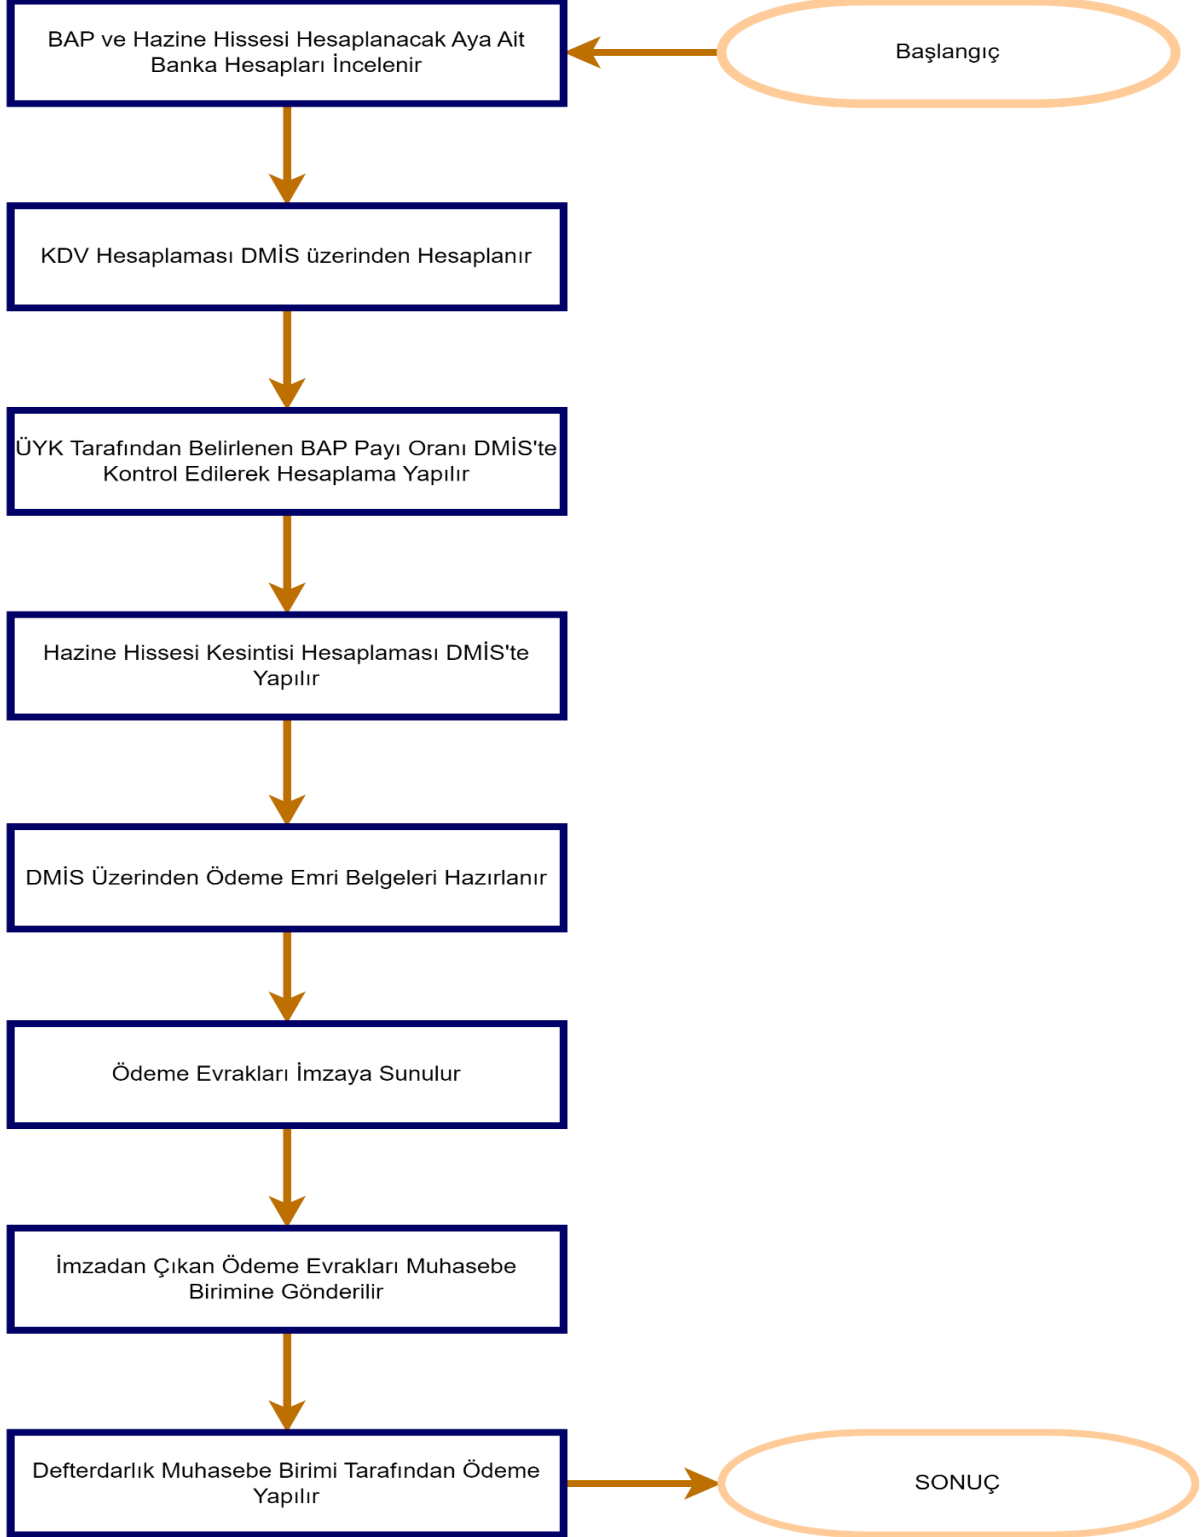 Başlangıç
BAP ve Hazine Hissesi Hesaplanacak Aya Ait
Banka Hesapları İncelenir
KDV Hesaplaması DMİS üzerinden Hesaplanır
ÜYK Tarafından Belirlenen BAP Payı Oranı DMİS'te
Kontrol Edilerek Hesaplama Yapılır
Hazine Hissesi Kesintisi Hesaplaması DMİS'te
Yapılır
DMİS Üzerinden Ödeme Emri Belgeleri Hazırlanır
Ödeme Evrakları İmzaya Sunulur
İmzadan Çıkan Ödeme Evrakları Muhasebe
Birimine Gönderilir
Defterdarlık Muhasebe Birimi Tarafından Ödeme
Yapılır
SONUÇ